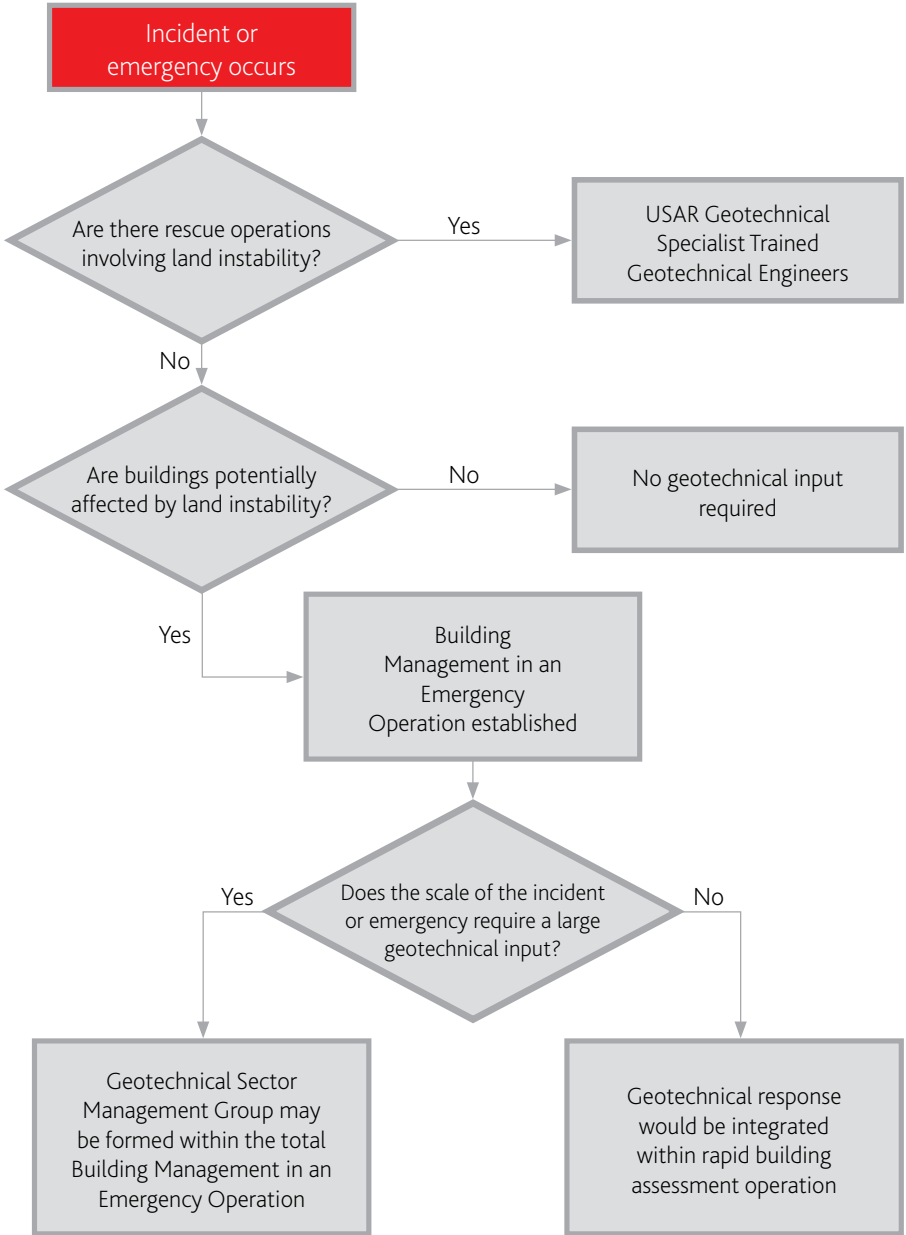 Incident or
emergency occurs
Are there rescue operations
involving land instability?
Yes
USAR Geotechnical
Specialist Trained
Geotechnical Engineers
No
Are buildings potentially
affected by land instability?
No
No geotechnical input
required
Yes
Building
Management in an
Emergency
Operation established
Does the scale of the incident
or emergency require a large
geotechnical input?
Yes
No
Geotechnical Sector
Management Group may
be formed within the total
Building Management in an
Emergency Operation
Geotechnical response
would be integrated
within rapid building
assessment operation